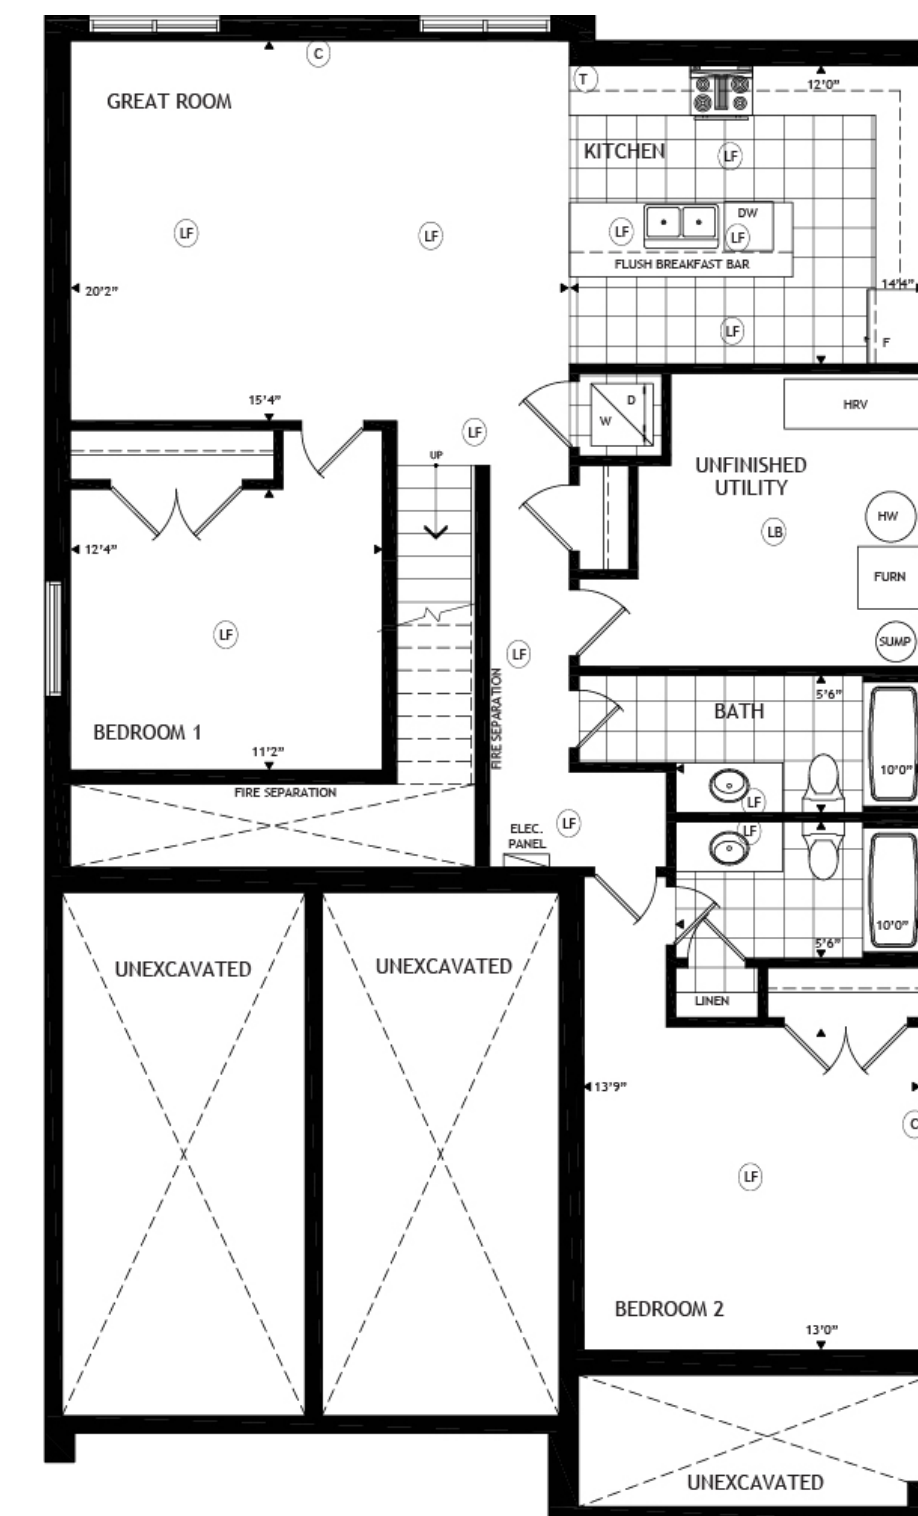 C
GREAT ROOM
T
12'0"
KITCHEN
LF
LF
LF
LF
DW
LF
FLUSH BREAKFAST BAR
20'2"
14'4"
LF
F
15'4"
LF
UP
D
W
HRV
UNFINISHED
UTILITY
LB
HW
12'4"
FURN
LF
LF
SUMP
FIRE SEPARATION
BEDROOM 1
11'2"
BATH
5'6"
10'0"
FIRE SEPARATION
LF
ELEC.
PANEL
LF
LF
10'0"
5'6"
UNEXCAVATED
UNEXCAVATED
LINEN
13'9"
C
LF
BEDROOM 2
13'0"
UNEXCAVATED